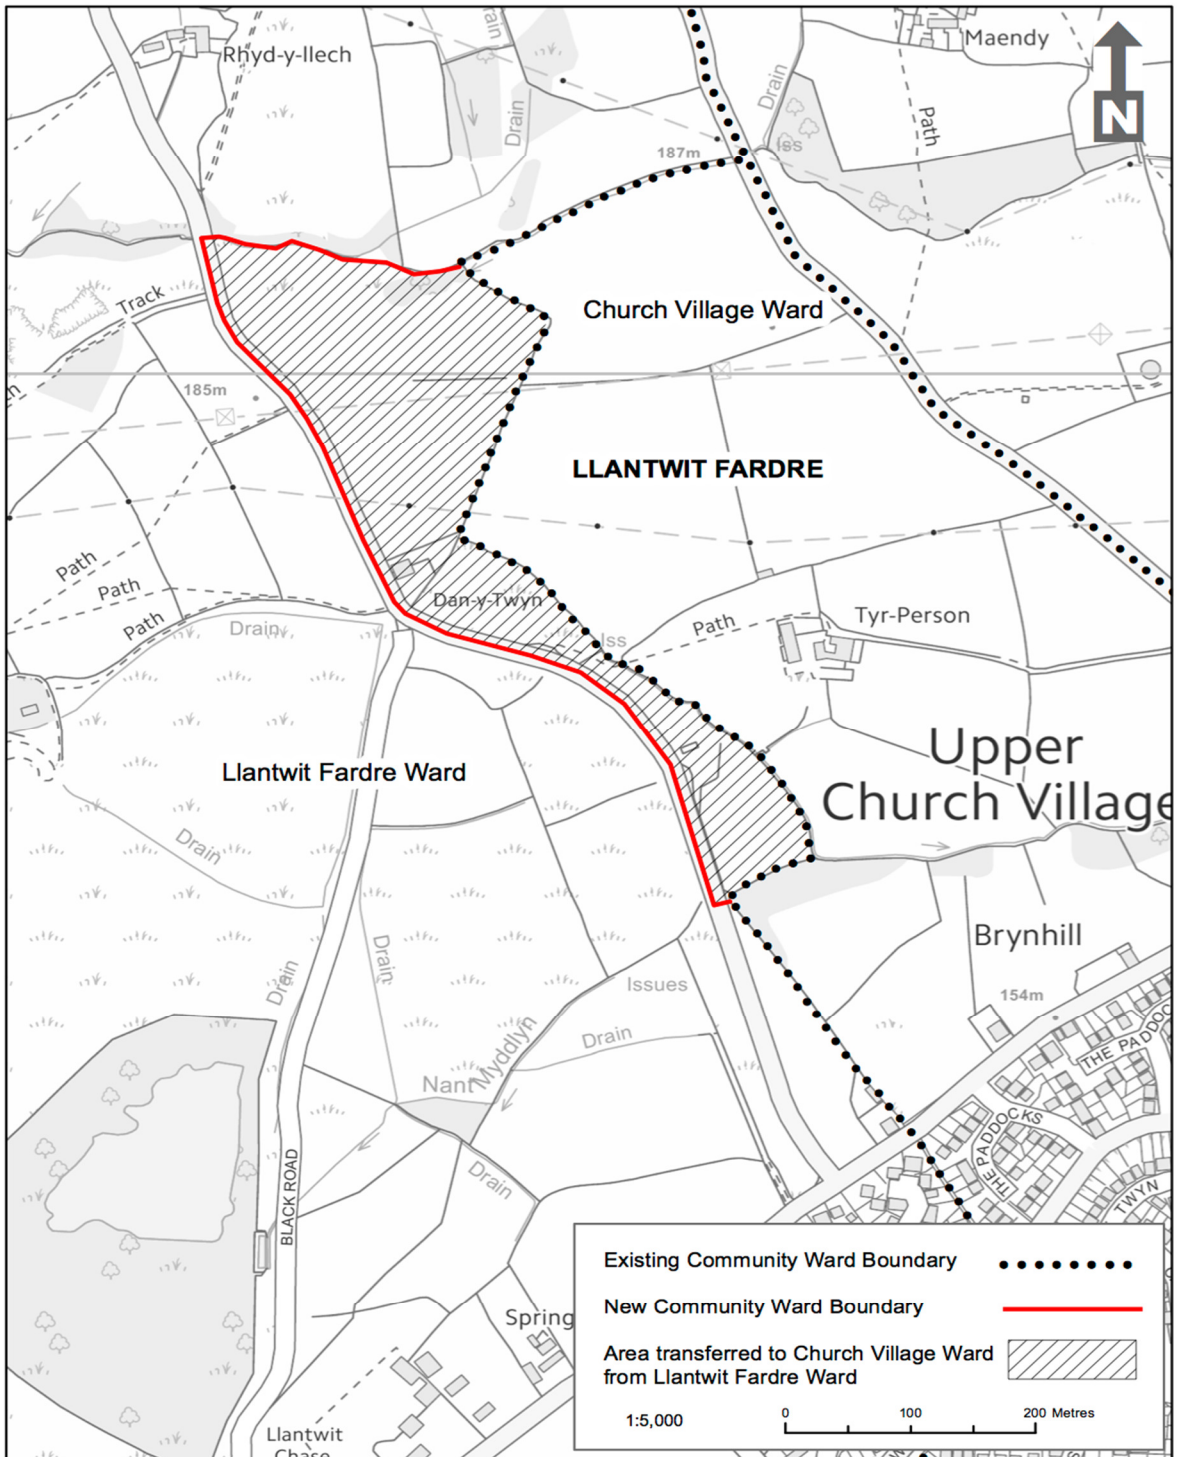 Rhyd-y-llech
Drain
Drain
Maendy
N
Path
187m
Iss
Track
185m
Church Village Ward
LLANTWIT FARDRE
Path
Path
Path
Drain
Dan-y-Twyn
Iss
Path
Tyr-Person
Llantwit Fardre Ward
Upper
Church Village
Drain
Drain
Drain
Issues
Drain
Nant Myddlyn
Drain
Brynhill
154m
THE PADDOC
THE PADDOCKS
TWYN
BLACK ROAD
Spring
Llantwit
Existing Community Ward Boundary
New Community Ward Boundary
Area transferred to Church Village Ward
from Llantwit Fardre Ward
1:5,000
0 100 200 Metres